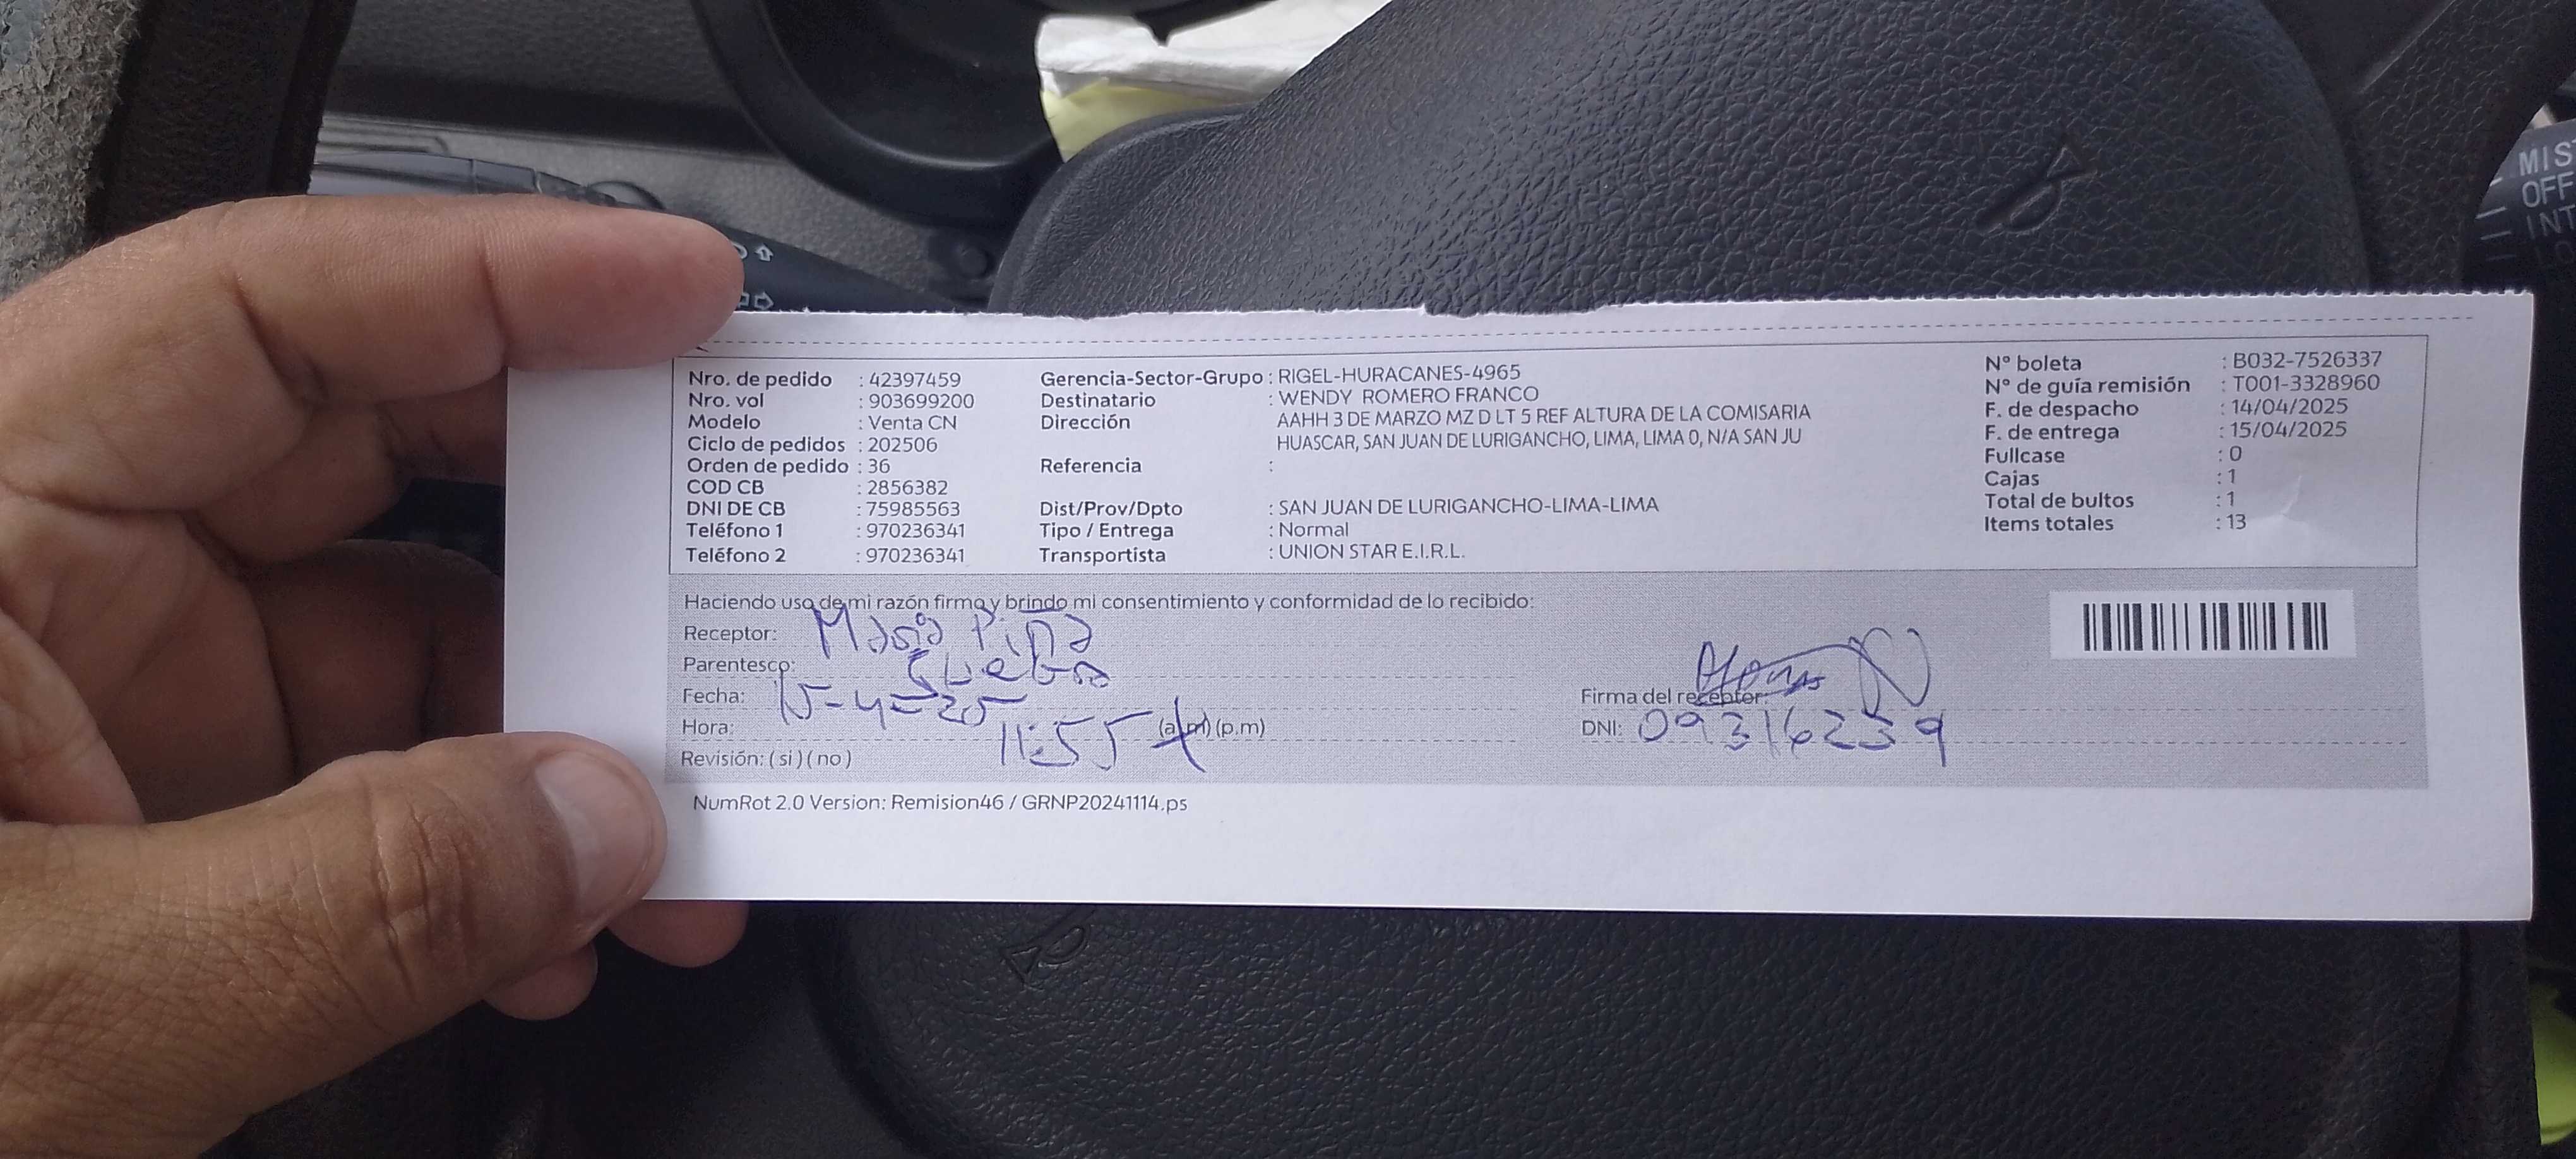 MIS
OFF
INT
Nro. de pedido : 42397459
Nro. vol : 903699200
Modelo : Venta CN
Ciclo de pedidos : 202506
Orden de pedido : 36
COD CB : 2856382
DNI DE CB : 75985563
Teléfono 1 : 970236341
Teléfono 2 : 970236341
Gerencia-Sector-Grupo : RIGEL-HURACANES-4965
Destinatario : WENDY ROMERO FRANCO
Dirección AAHH 3 DE MARZO MZ D LT 5 REF ALTURA DE LA COMISARIA
HUASCAR, SAN JUAN DE LURIGANCHO, LIMA, LIMA 0, N/A SAN JU
Referencia :
Dist/Prov/Dpto : SAN JUAN DE LURIGANCHO-LIMA-LIMA
Tipo / Entrega : Normal
Transportista : UNION STAR E.I.R.L.
Nº boleta : B032-7526337
Nº de guía remisión : T001-3328960
F. de despacho : 14/04/2025
F. de entrega : 15/04/2025
Fullcase : 0
Cajas : 1
Total de bultos : 1
Items totales : 13
Haciendo uso de mi razón firmo y brindo mi consentimiento y conformidad de lo recibido:
Receptor: Piña
Parentesco: Suegra
Fecha: 15-4-25
Hora: 11:55 (a.m) (p.m)
Revisión: ( si ) ( no )
Firma del receptor:
DNI: 09316239
NumRot 2.0 Version: Remision46 / GRNP20241114.ps